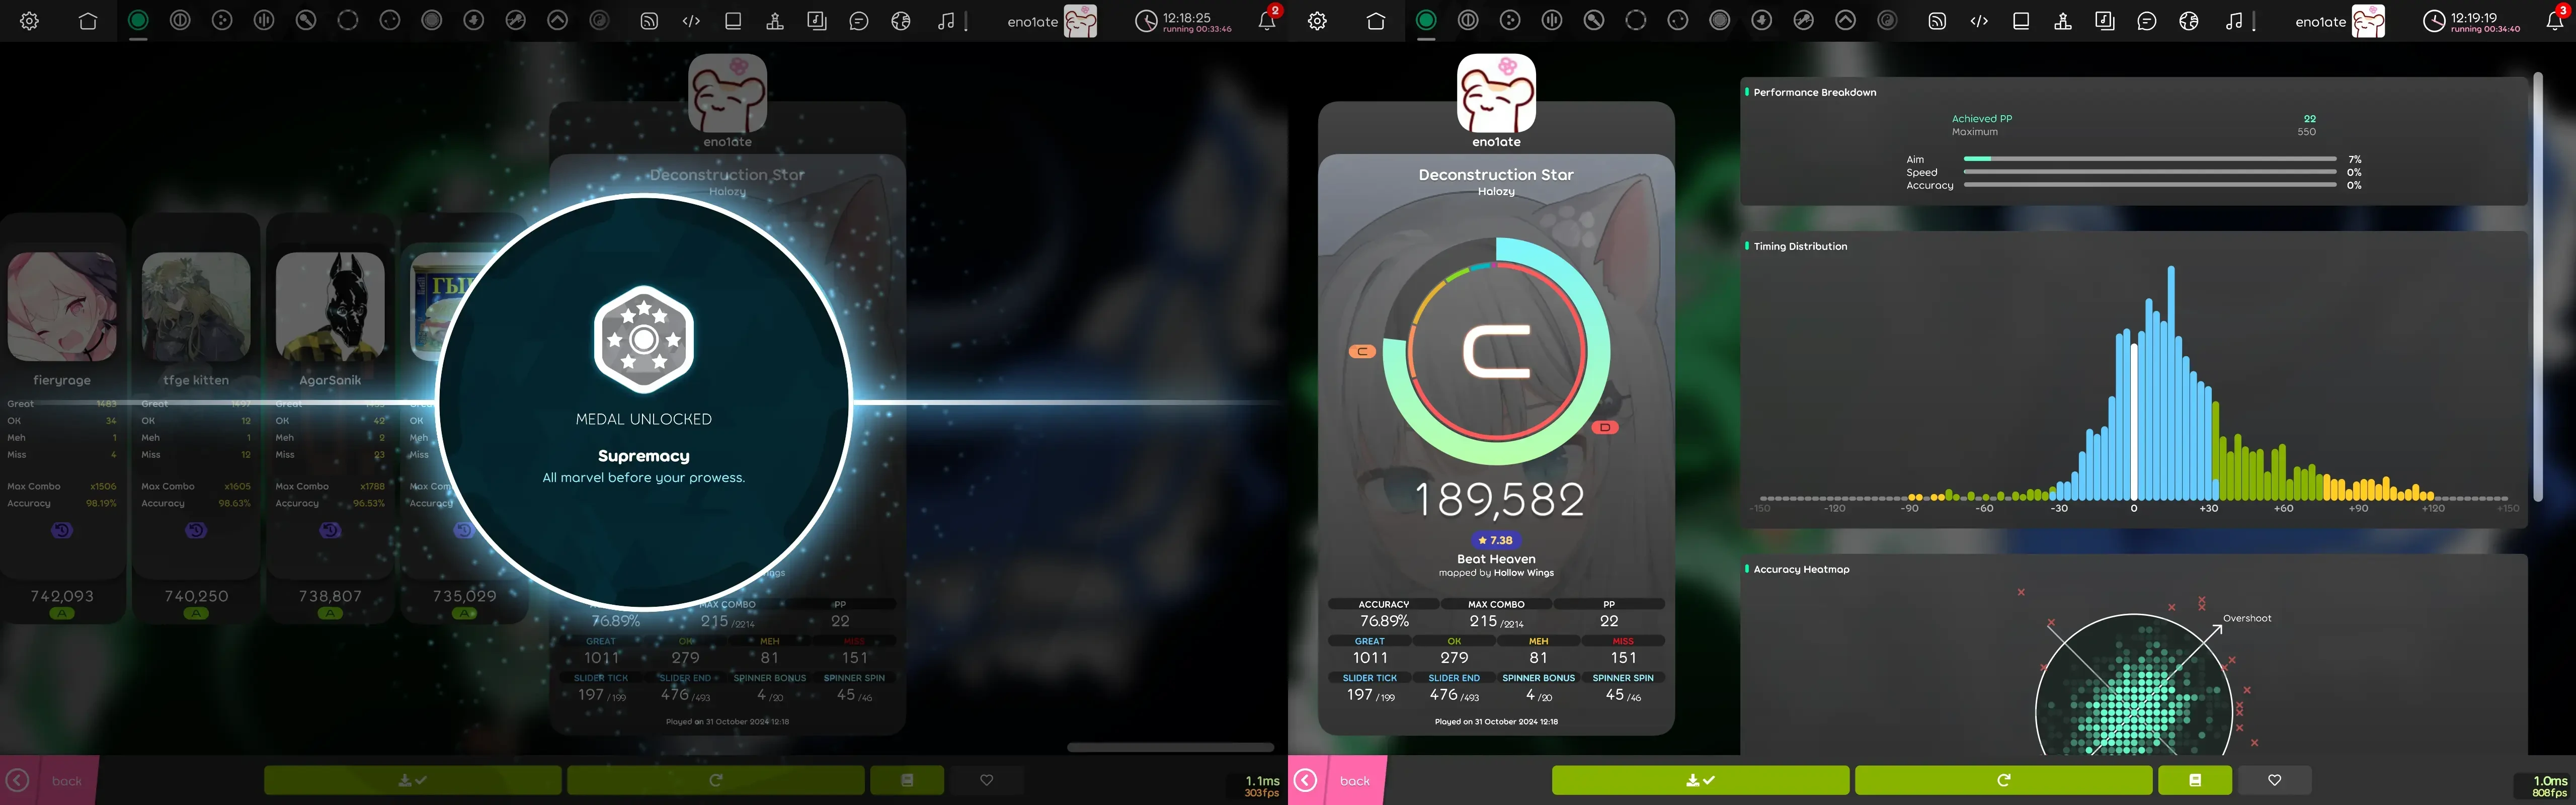 eno1ate
12:18:25
running 00:33:46
2
eno1ate
Deconstruction Star
Halozy
fieryrage
Great 1483
OK 34
Meh 1
Miss 4
Max Combo x1506
Accuracy 98.19%
742,093
A
tfge kitten
Great 1497
OK 12
Meh 1
Miss 12
Max Combo x1605
Accuracy 98.63%
740,250
A
AgarSanik
Great
OK 42
Meh 2
Miss 23
Max Combo x1788
Accuracy 96.53%
738,807
A
ГЫ
OK
Meh
Miss
Max Com
Accuracy
735,029
A
MEDAL UNLOCKED
Supremacy
All marvel before your prowess.
MAX COMBO PP
76.89% 215 /2214 22
GREAT OK MEH MISS
1011 279 81 151
SLIDER TICK SLIDER END SPINNER BONUS SPINNER SPIN
197 /199 476 /493 4 /20 45 /46
Played on 31 October 2024 12:18
back
1.1ms
303fps
eno1ate
12:19:19
running 00:34:40
3
eno1ate
Deconstruction Star
Halozy
C
C
D
189,582
7.38
Beat Heaven
mapped by Hollow Wings
ACCURACY MAX COMBO PP
76.89% 215 /2214 22
GREAT OK MEH MISS
1011 279 81 151
SLIDER TICK SLIDER END SPINNER BONUS SPINNER SPIN
197 /199 476 /493 4 /20 45 /46
Played on 31 October 2024 12:18
Performance Breakdown
Achieved PP 22
Maximum 550
Aim 7%
Speed 0%
Accuracy 0%
Timing Distribution
-150 -120 -90 -60 -30 0 +30 +60 +90 +120 +150
Accuracy Heatmap
Overshoot
back
1.0ms
808fps